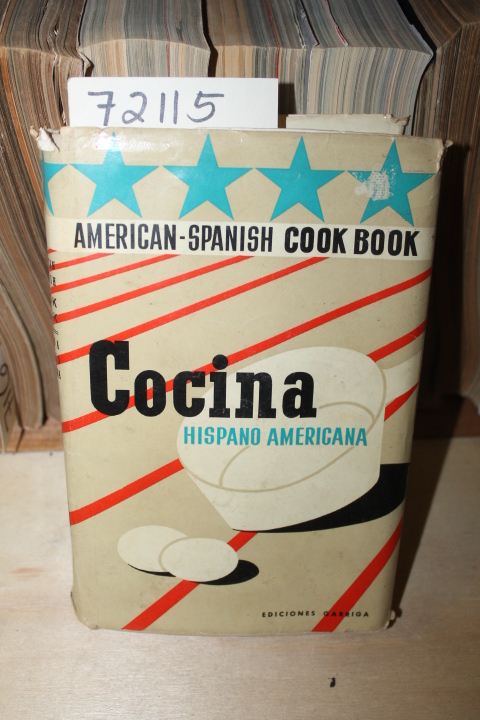 72115
AMERICAN-SPANISH COOK BOOK
Cocina
HISPANO AMERICANA
EDICIONES GARRIGA